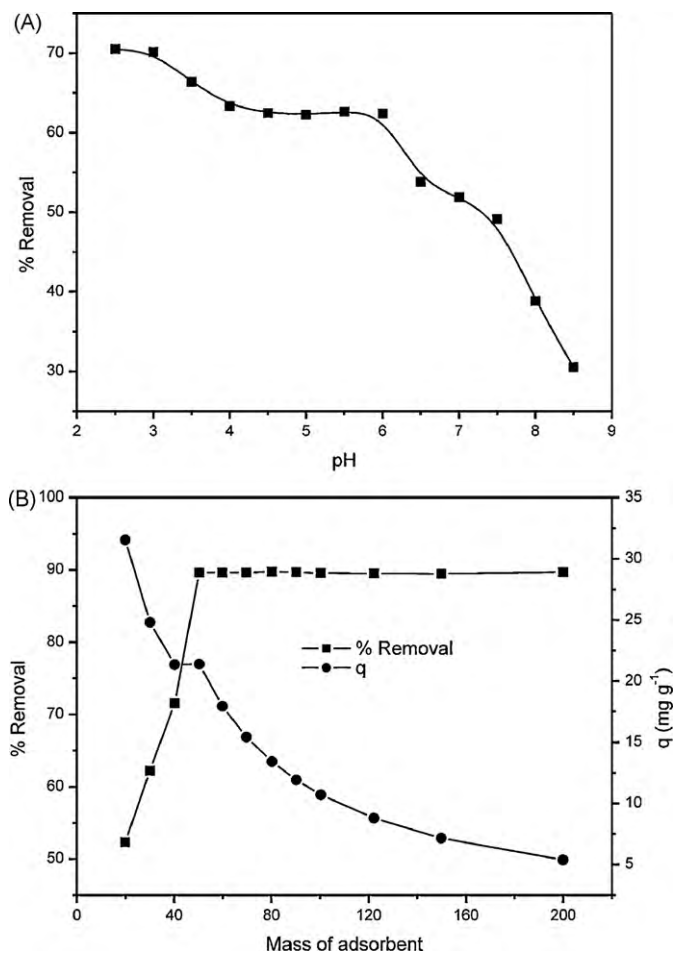 (A)
70
60
50
40
30
% Removal
2 3 4 5 6 7 8 9
pH
(B)
100
90
80
70
60
50
% Removal
% Removal
q
35
30
25
20
15
10
5
q (mg g⁻¹)
0 40 80 120 160 200
Mass of adsorbent